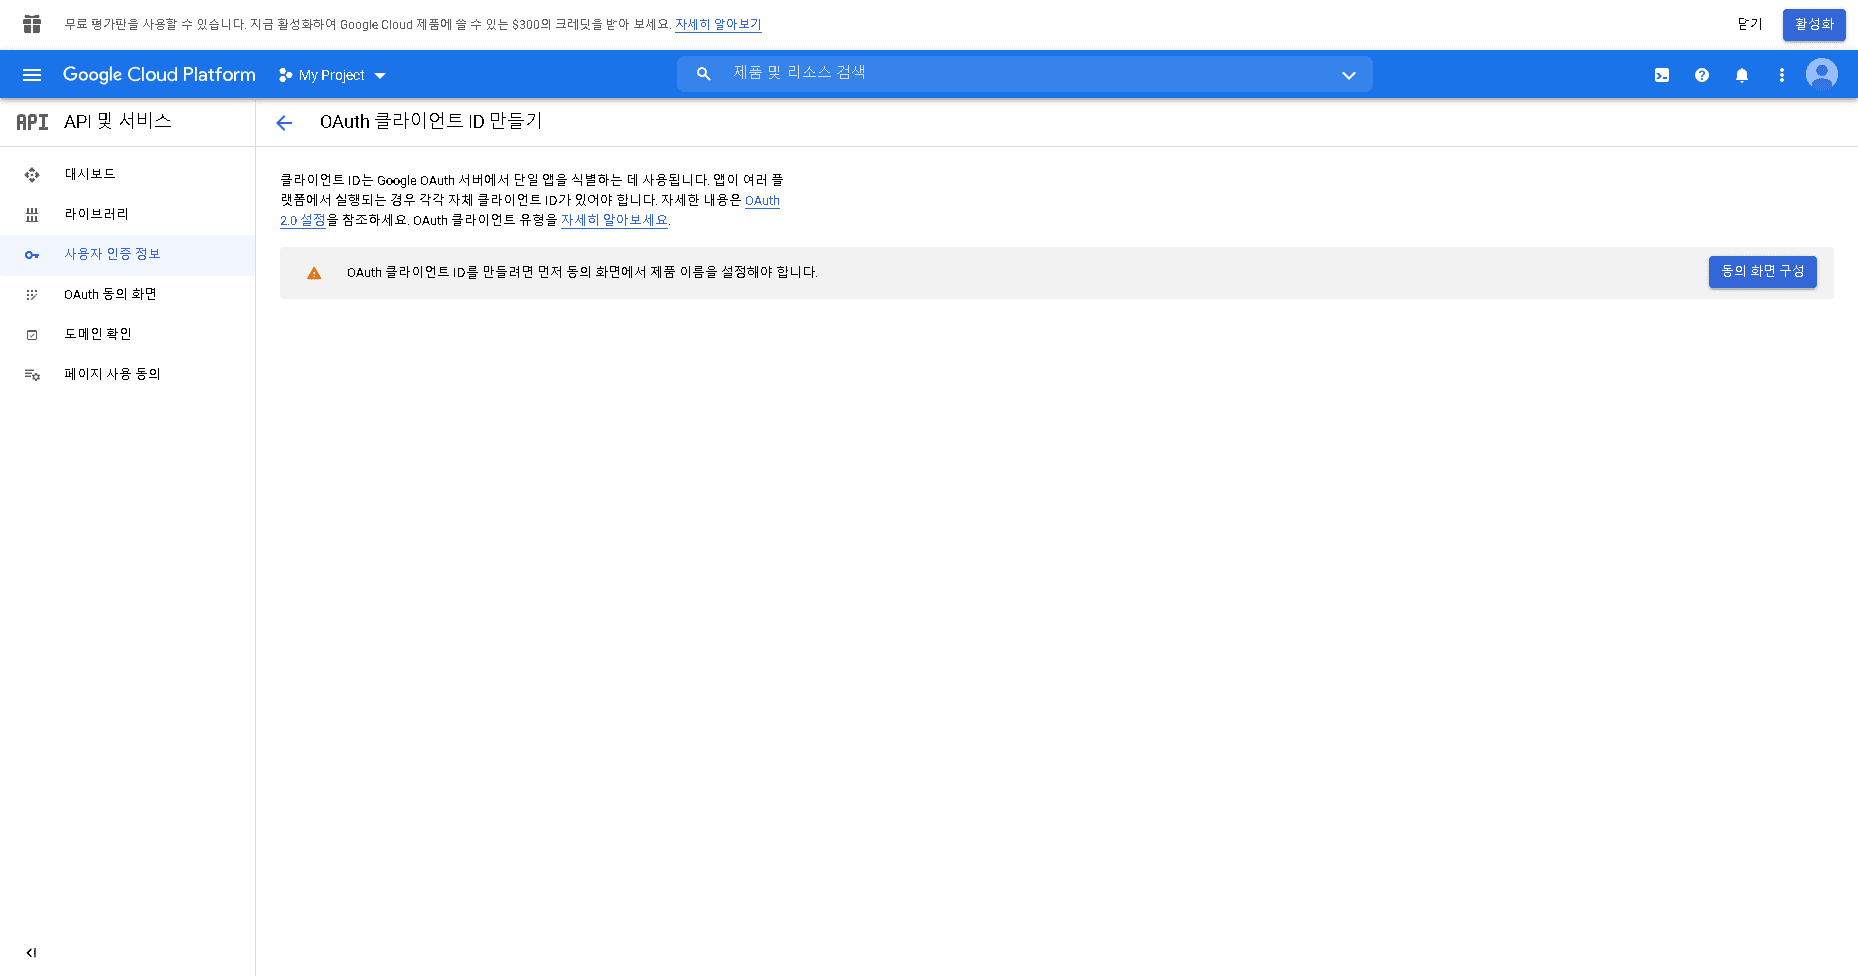 무료 평가판을 사용할 수 있습니다. 지금 활성화하여 Google Cloud 제품에 쓸 수 있는 $300의 크레딧을 받아 보세요. 자세히 알아보기
닫기
활성화
Google Cloud Platform
My Project
제품 및 리소스 검색
API
API 및 서비스
OAuth 클라이언트 ID 만들기
대시보드
라이브러리
사용자 인증 정보
OAuth 동의 화면
도메인 확인
페이지 사용 동의
클라이언트 ID는 Google OAuth 서버에서 단일 앱을 식별하는 데 사용됩니다. 앱이 여러 플
랫폼에서 실행되는 경우 각각 자체 클라이언트 ID가 있어야 합니다. 자세한 내용은 OAuth
2.0 설정을 참조하세요. OAuth 클라이언트 유형을 자세히 알아보세요.
OAuth 클라이언트 ID를 만들려면 먼저 동의 화면에서 제품 이름을 설정해야 합니다.
동의 화면 구성